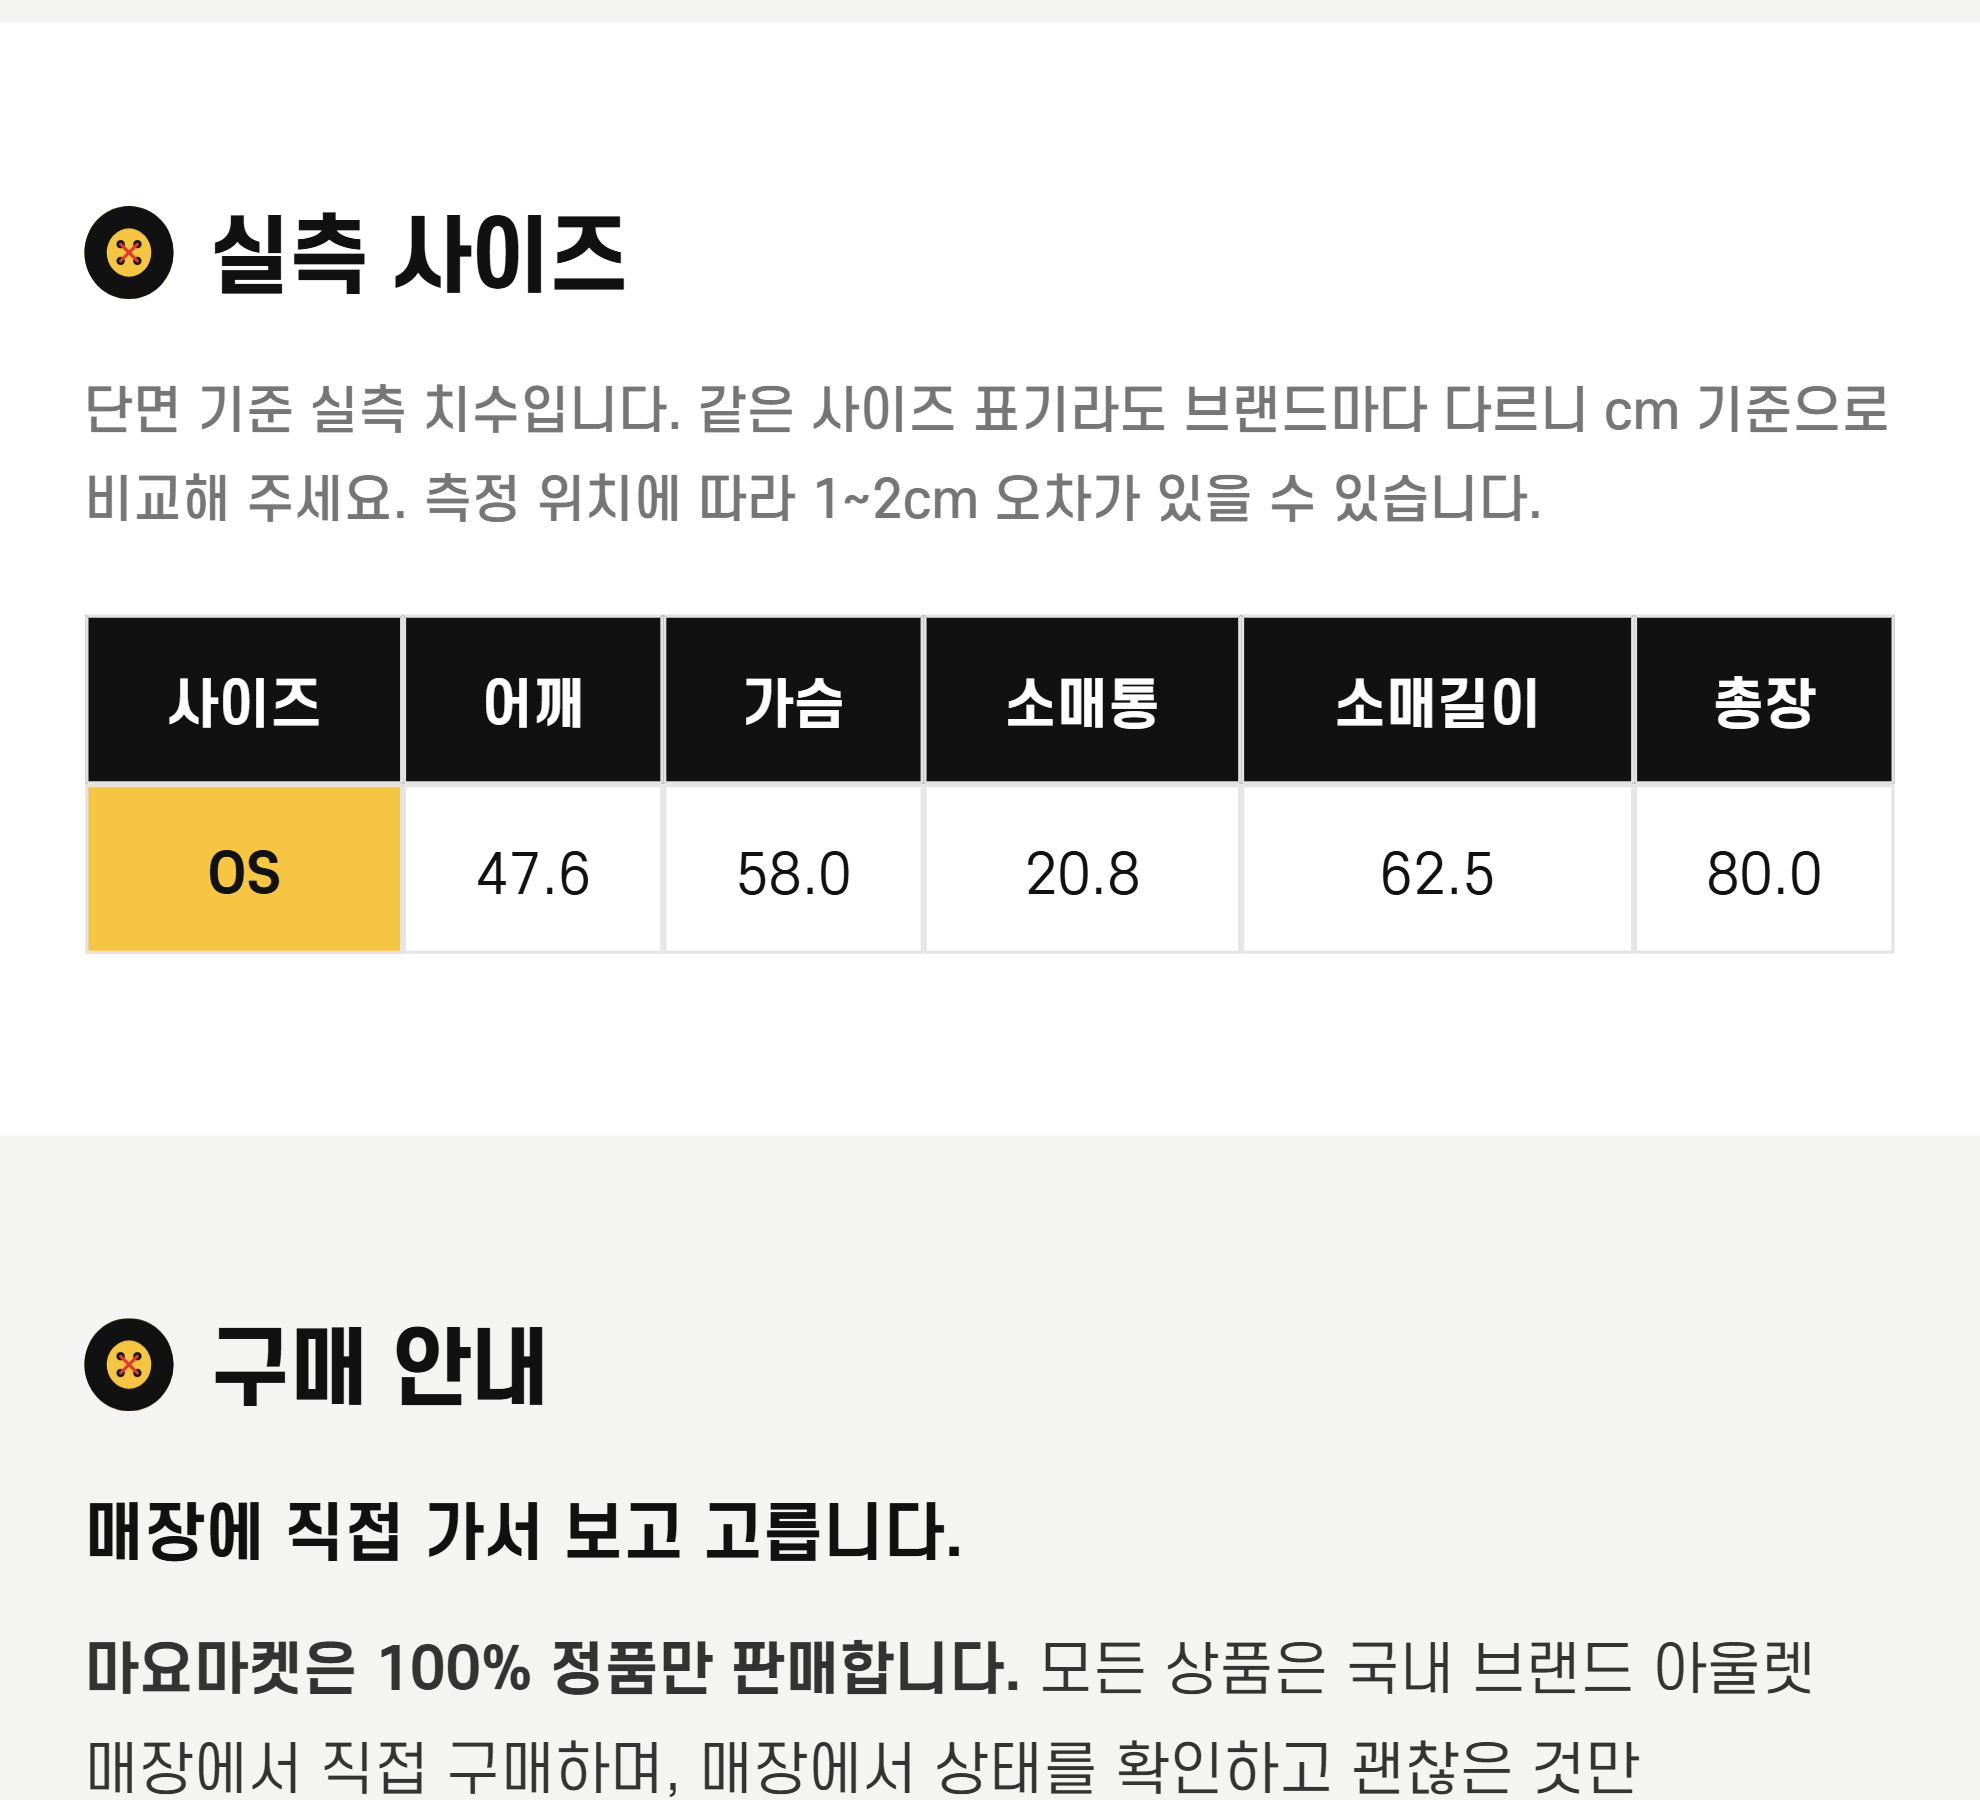 실측 사이즈
단면 기준 실측 치수입니다. 같은 사이즈 표기라도 브랜드마다 다르니 cm 기준으로
비교해 주세요. 측정 위치에 따라 1~2cm 오차가 있을 수 있습니다.
사이즈 어깨 가슴 소매통 소매길이 총장
OS 47.6 58.0 20.8 62.5 80.0
구매 안내
매장에 직접 가서 보고 고릅니다.
마요마켓은 100% 정품만 판매합니다. 모든 상품은 국내 브랜드 아울렛
매장에서 직접 구매하며, 매장에서 상태를 확인하고 괜찮은 것만